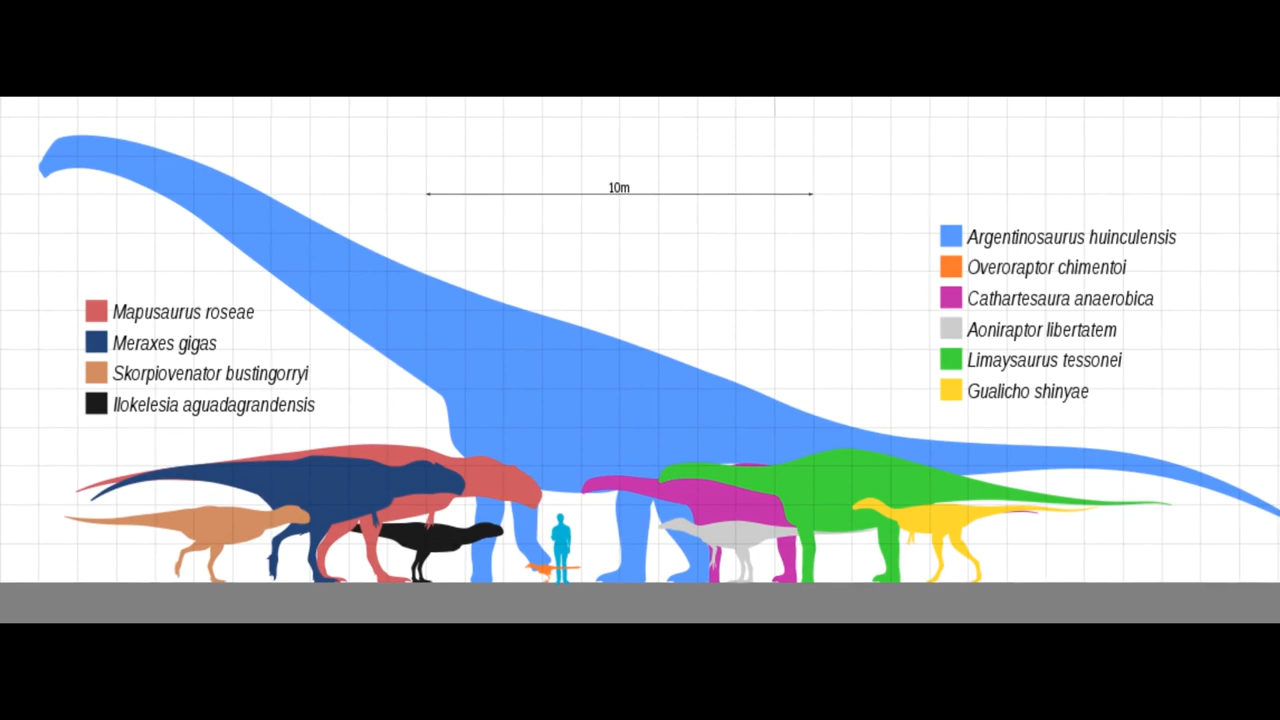 10m
Mapusaurus roseae
Meraxes gigas
Skorpiovenator bustingorryi
Ilokelesia aguadagrandensis
Argentinosaurus huinculensis
Overoraptor chimentoi
Cathartesaura anaerobica
Aoniraptor libertatem
Limaysaurus tessonei
Gualicho shinyae